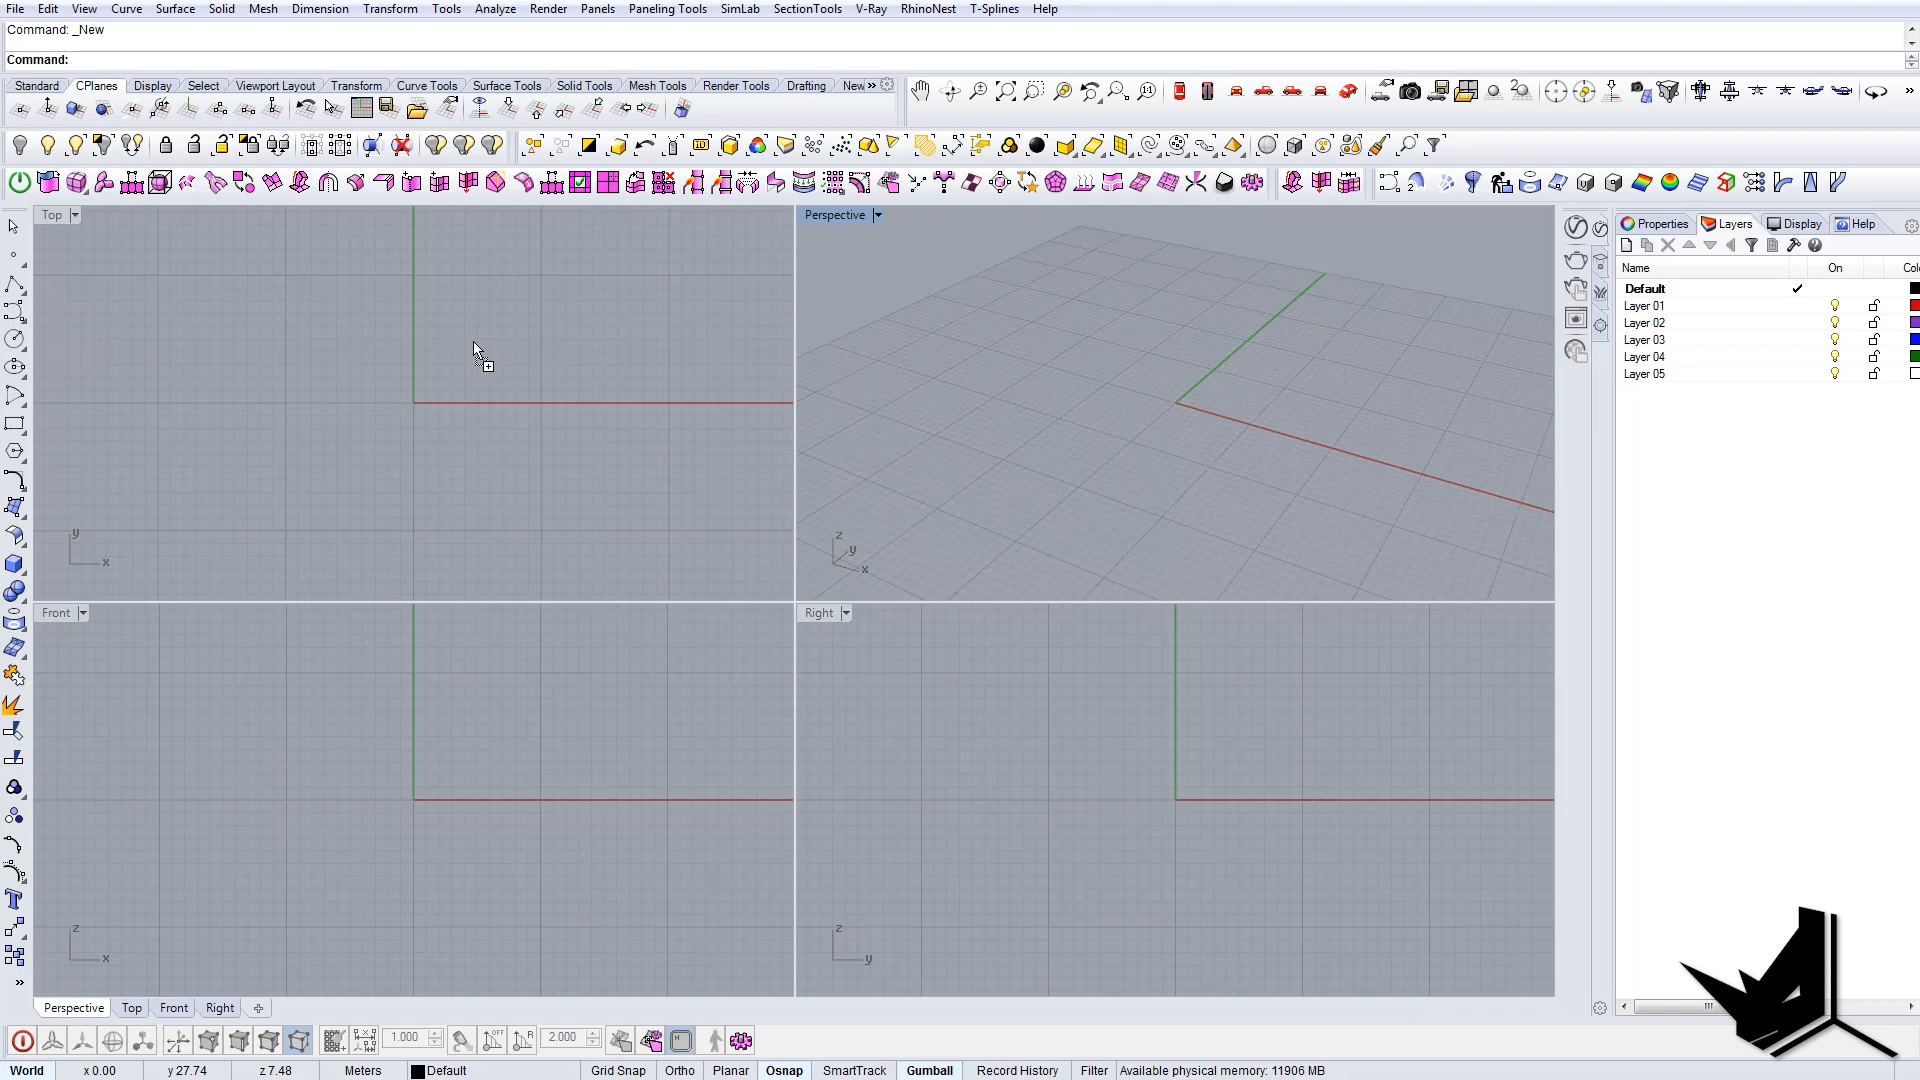 File Edit View Curve Surface Solid Mesh Dimension Transform Tools Analyze Render Panels Paneling Tools SimLab SectionTools V-Ray RhinoNest T-Splines Help
Command: _New
Command:
Standard CPlanes Display Select Viewport Layout Transform Curve Tools Surface Tools Solid Tools Mesh Tools Render Tools Drafting New »
Top
Perspective
Properties Layers Display Help
Name On Col
Default
Layer 01
Layer 02
Layer 03
Layer 04
Layer 05
y
x
z
y
x
Front
Right
z
x
z
y
Perspective Top Front Right
1.000 2.000
World x 0.00 y 27.74 z 7.48 Meters Default Grid Snap Ortho Planar Osnap SmartTrack Gumball Record History Filter Available physical memory: 11906 MB